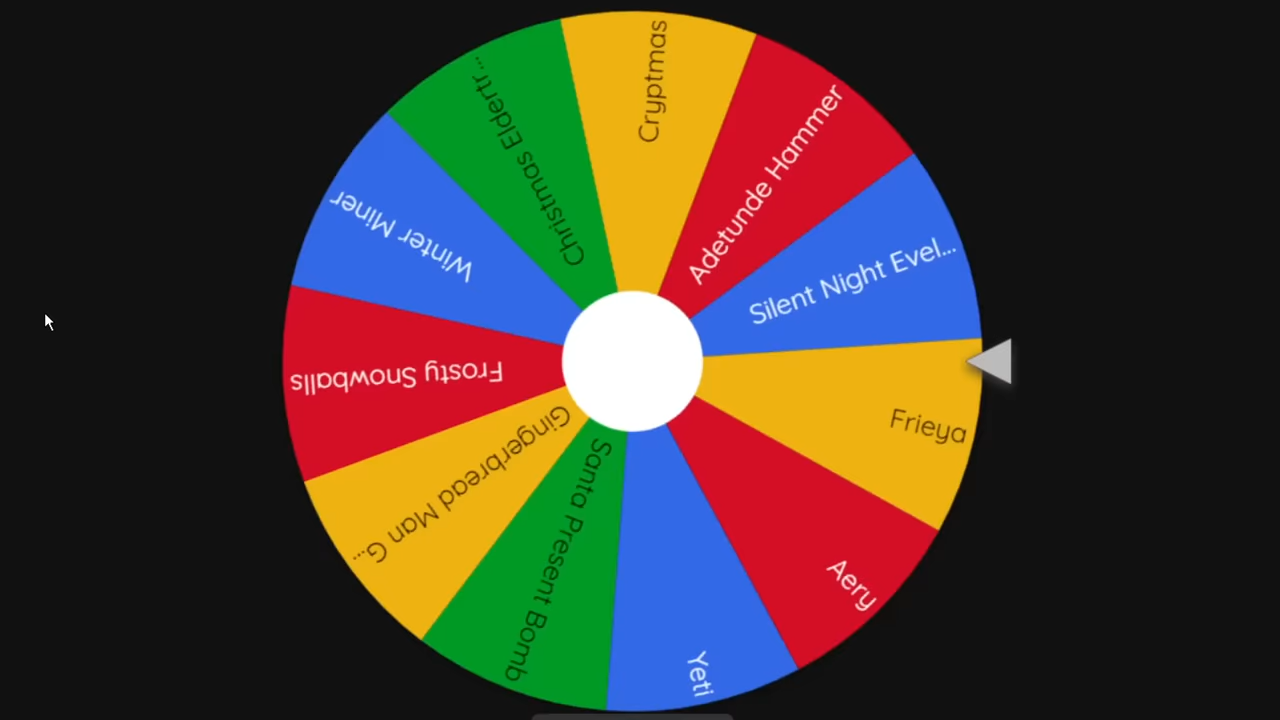 Cryptmas
Adetunde Hammer
Silent Night Evel...
Frieya
Aery
Yeti
Santa Present Bomb
Gingerbread Man G...
Frosty Snowballs
Winter Miner
Christmas Eldertr...